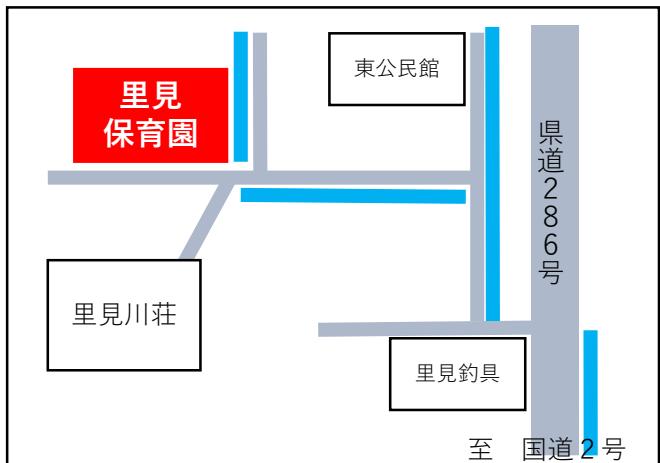 里見
保育園
東公民館
県道286号
里見川荘
里見釣具
至　国道2号